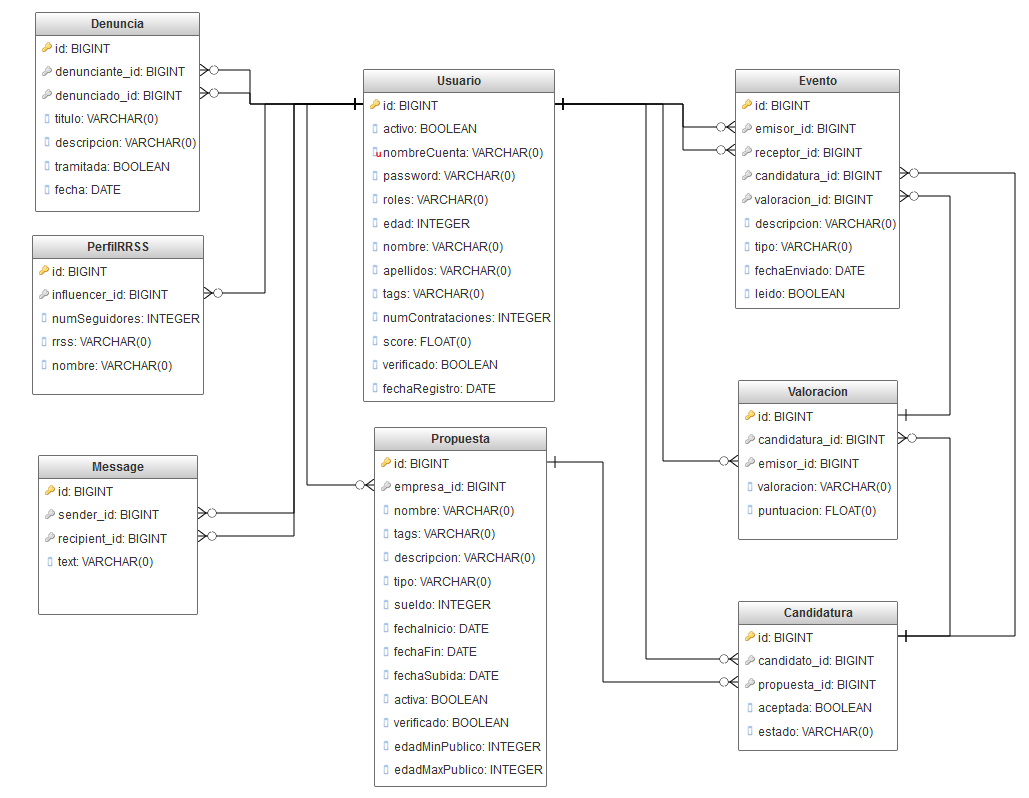 Denuncia
id: BIGINT
denunciante_id: BIGINT
denunciado_id: BIGINT
titulo: VARCHAR(0)
descripcion: VARCHAR(0)
tramitada: BOOLEAN
fecha: DATE
PerfilRRSS
id: BIGINT
influencer_id: BIGINT
numSeguidores: INTEGER
rrss: VARCHAR(0)
nombre: VARCHAR(0)
Message
id: BIGINT
sender_id: BIGINT
recipient_id: BIGINT
text: VARCHAR(0)
Usuario
id: BIGINT
activo: BOOLEAN
nombreCuenta: VARCHAR(0)
password: VARCHAR(0)
roles: VARCHAR(0)
edad: INTEGER
nombre: VARCHAR(0)
apellidos: VARCHAR(0)
tags: VARCHAR(0)
numContrataciones: INTEGER
score: FLOAT(0)
verificado: BOOLEAN
fechaRegistro: DATE
Propuesta
id: BIGINT
empresa_id: BIGINT
nombre: VARCHAR(0)
tags: VARCHAR(0)
descripcion: VARCHAR(0)
tipo: VARCHAR(0)
sueldo: INTEGER
fechaInicio: DATE
fechaFin: DATE
fechaSubida: DATE
activa: BOOLEAN
verificado: BOOLEAN
edadMinPublico: INTEGER
edadMaxPublico: INTEGER
Evento
id: BIGINT
emisor_id: BIGINT
receptor_id: BIGINT
candidatura_id: BIGINT
valoracion_id: BIGINT
descripcion: VARCHAR(0)
tipo: VARCHAR(0)
fechaEnviado: DATE
leido: BOOLEAN
Valoracion
id: BIGINT
candidatura_id: BIGINT
emisor_id: BIGINT
valoracion: VARCHAR(0)
puntuacion: FLOAT(0)
Candidatura
id: BIGINT
candidato_id: BIGINT
propuesta_id: BIGINT
aceptada: BOOLEAN
estado: VARCHAR(0)